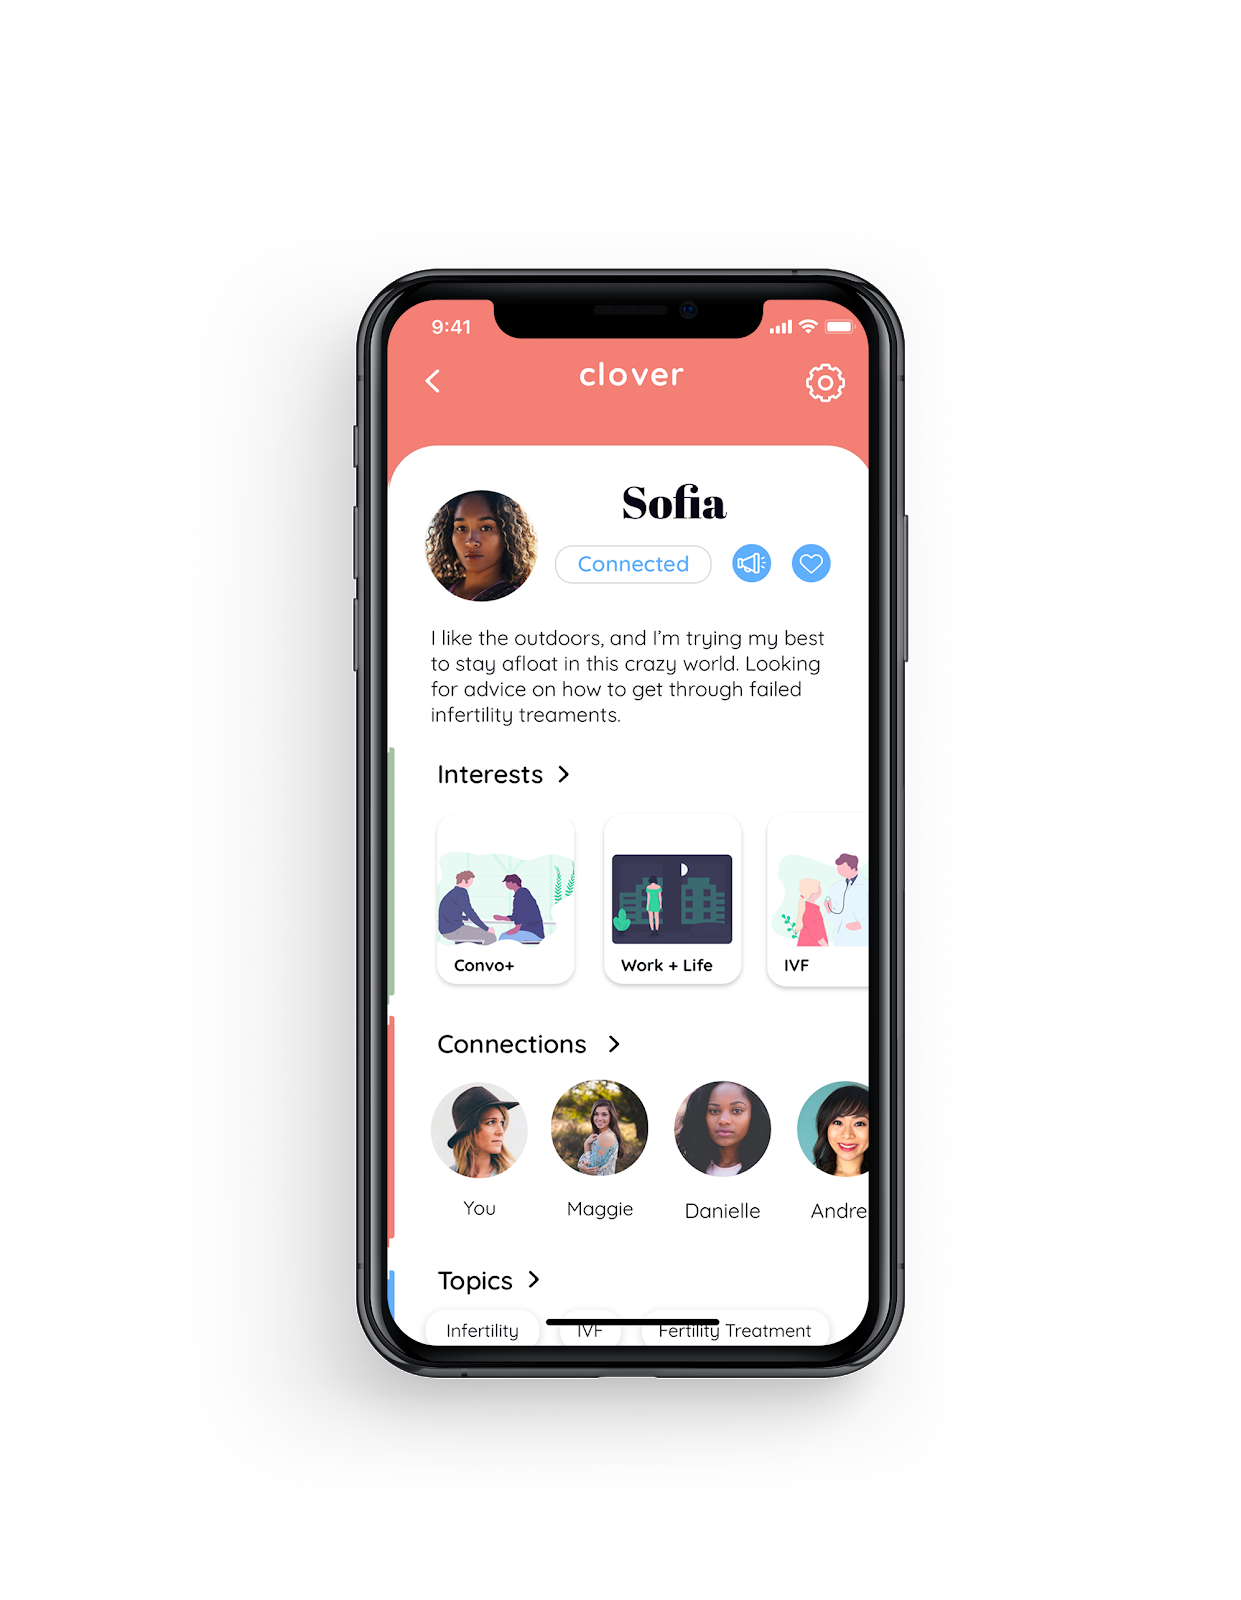 9:41
clover
Sofia
Connected
I like the outdoors, and I'm trying my best
to stay afloat in this crazy world. Looking
for advice on how to get through failed
infertility treaments.
Interests
Convo+
Work + Life
IVF
Connections
You
Maggie
Danielle
Andre
Topics
Infertility
IVF
Fertility Treatment